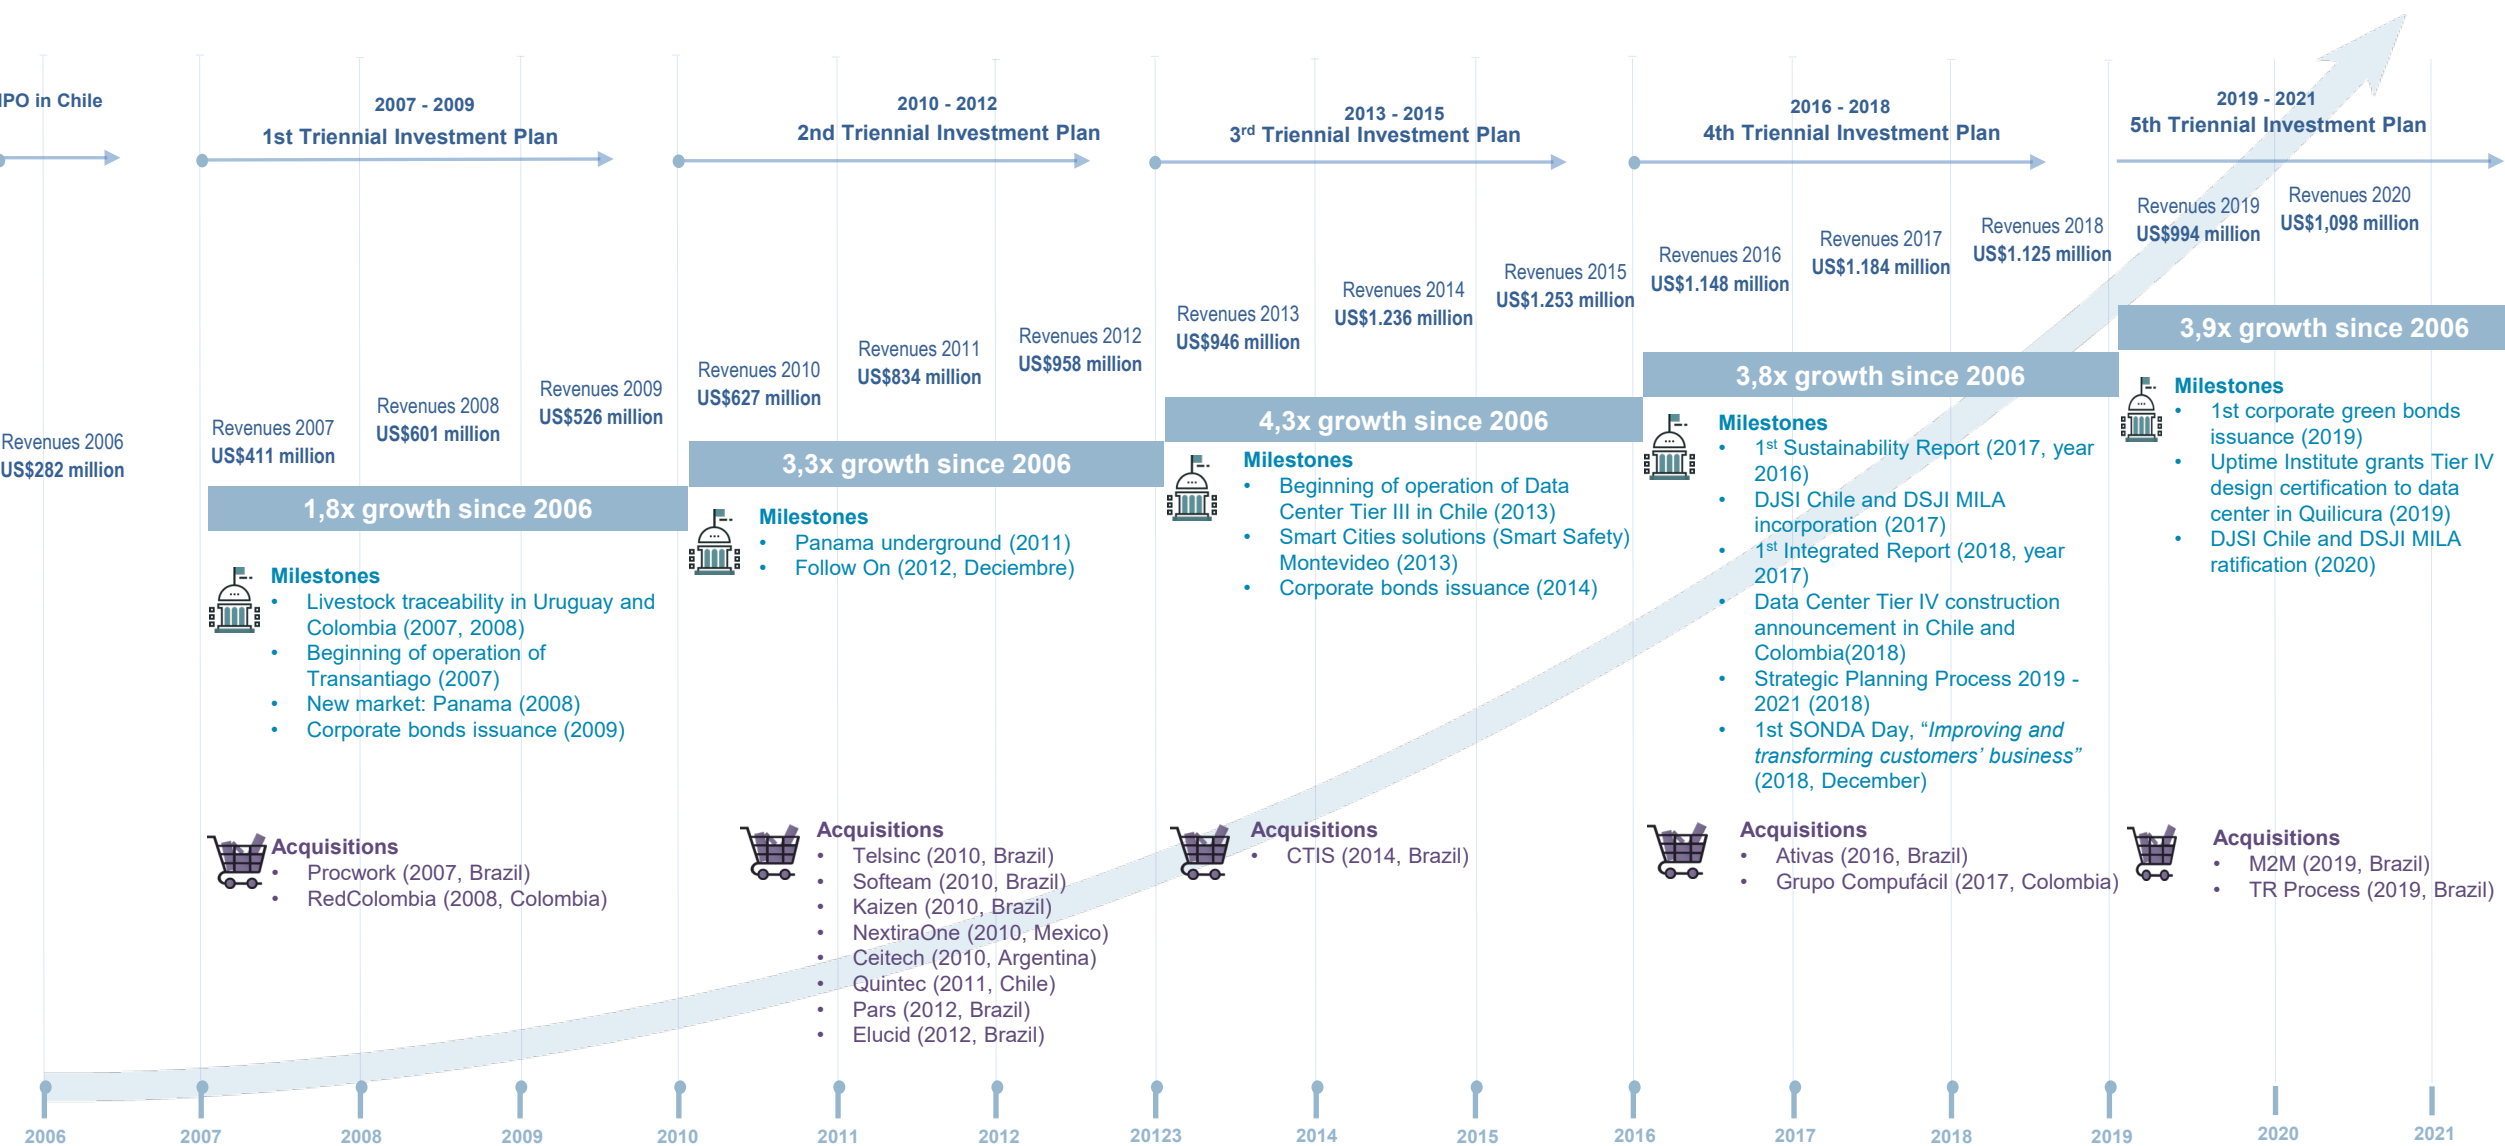 IPO in Chile
2007 - 2009
1st Triennial Investment Plan
2010 - 2012
2nd Triennial Investment Plan
2013 - 2015
3rd Triennial Investment Plan
2016 - 2018
4th Triennial Investment Plan
2019 - 2021
5th Triennial Investment Plan
Revenues 2006
US$282 million
Revenues 2007
US$411 million
Revenues 2008
US$601 million
Revenues 2009
US$526 million
Revenues 2010
US$627 million
Revenues 2011
US$834 million
Revenues 2012
US$958 million
Revenues 2013
US$946 million
Revenues 2014
US$1.236 million
Revenues 2015
US$1.253 million
Revenues 2016
US$1.148 million
Revenues 2017
US$1.184 million
Revenues 2018
US$1.125 million
Revenues 2019
US$994 million
Revenues 2020
US$1,098 million
1,8x growth since 2006
Milestones
• Livestock traceability in Uruguay and
Colombia (2007, 2008)
• Beginning of operation of
Transantiago (2007)
• New market: Panama (2008)
• Corporate bonds issuance (2009)
Acquisitions
• Procwork (2007, Brazil)
• RedColombia (2008, Colombia)
3,3x growth since 2006
Milestones
• Panama underground (2011)
• Follow On (2012, Deciembre)
Acquisitions
• Telsinc (2010, Brazil)
• Softeam (2010, Brazil)
• Kaizen (2010, Brazil)
• NextiraOne (2010, Mexico)
• Ceitech (2010, Argentina)
• Quintec (2011, Chile)
• Pars (2012, Brazil)
• Elucid (2012, Brazil)
4,3x growth since 2006
Milestones
• Beginning of operation of Data
Center Tier III in Chile (2013)
• Smart Cities solutions (Smart Safety)
Montevideo (2013)
• Corporate bonds issuance (2014)
Acquisitions
• CTIS (2014, Brazil)
3,8x growth since 2006
Milestones
• 1st Sustainability Report (2017, year
2016)
• DJSI Chile and DSJI MILA
incorporation (2017)
• 1st Integrated Report (2018, year
2017)
• Data Center Tier IV construction
announcement in Chile and
Colombia(2018)
• Strategic Planning Process 2019 -
2021 (2018)
• 1st SONDA Day, “Improving and
transforming customers’ business”
(2018, December)
Acquisitions
• Ativas (2016, Brazil)
• Grupo Compufácil (2017, Colombia)
3,9x growth since 2006
Milestones
• 1st corporate green bonds
issuance (2019)
• Uptime Institute grants Tier IV
design certification to data
center in Quilicura (2019)
• DJSI Chile and DSJI MILA
ratification (2020)
Acquisitions
• M2M (2019, Brazil)
• TR Process (2019, Brazil)
2006 2007 2008 2009 2010 2011 2012 20123 2014 2015 2016 2017 2018 2019 2020 2021